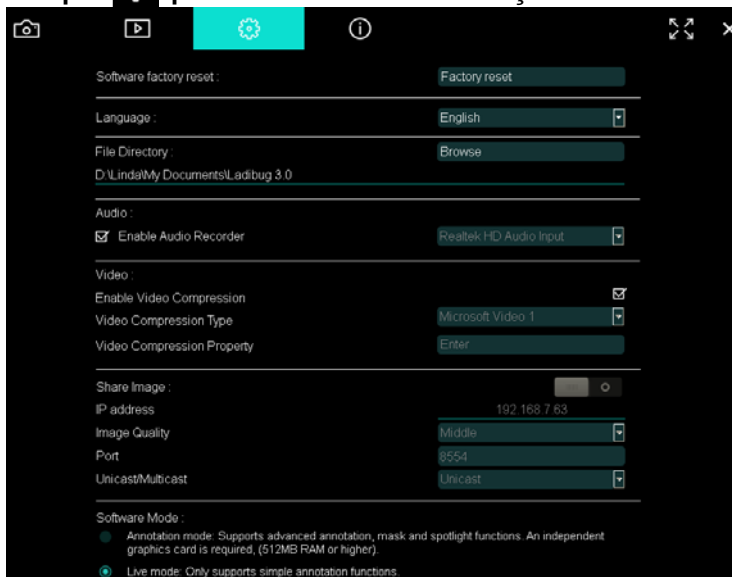 Software factory reset :
Factory reset
Language :
English
File Directory :
Browse
D:\Linda\My Documents\Ladibug 3.0
Audio :
Enable Audio Recorder
Realtek HD Audio Input
Video :
Enable Video Compression
Video Compression Type
Microsoft Video 1
Video Compression Property
Enter
Share Image :
IP address
192.168.7.63
Image Quality
Middle
Port
8554
Unicast/Multicast
Unicast
Software Mode :
Annotation mode: Supports advanced annotation, mask and spotlight functions. An independent
graphics card is required, (512MB RAM or higher).
Live mode: Only supports simple annotation functions.